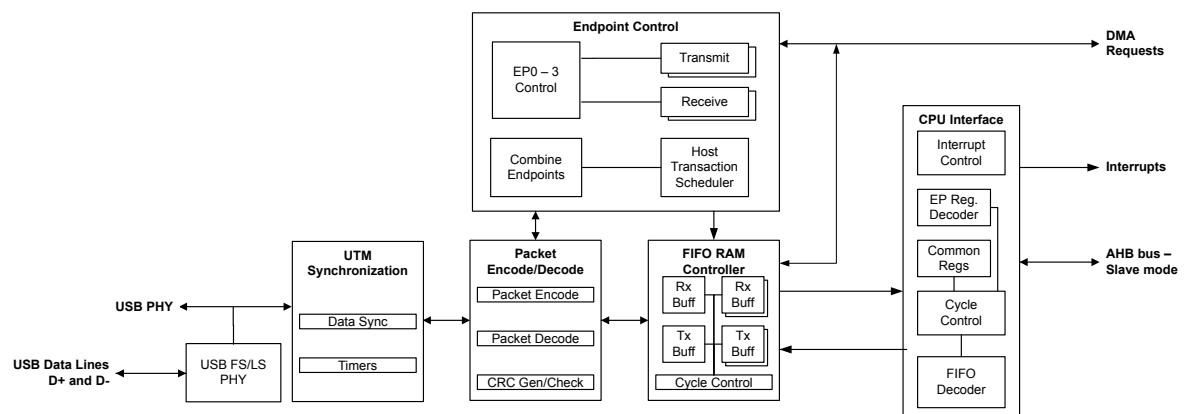 Endpoint Control
EP0 – 3
Control
Transmit
Receive
Combine
Endpoints
Host
Transaction
Scheduler
DMA
Requests
CPU Interface
Interrupt
Control
Interrupts
EP Reg.
Decoder
Common
Regs
AHB bus –
Slave mode
Cycle
Control
FIFO
Decoder
UTM
Synchronization
Data Sync
Timers
Packet
Encode/Decode
Packet Encode
Packet Decode
CRC Gen/Check
FIFO RAM
Controller
Rx
Buff
Rx
Buff
Tx
Buff
Tx
Buff
Cycle Control
USB PHY
USB Data Lines
D+ and D-
USB FS/LS
PHY